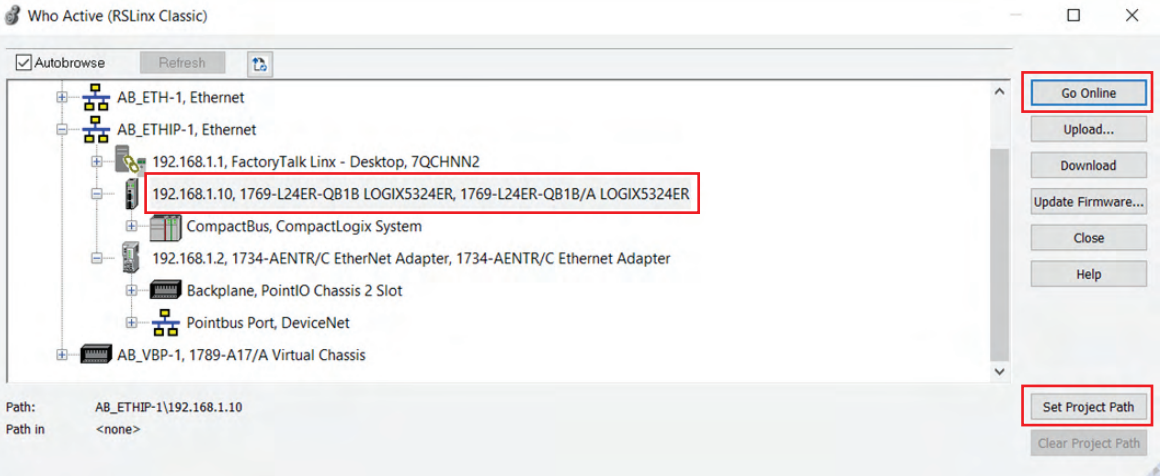 Who Active (RSLinx Classic)
Autobrowse
Refresh
AB_ETH-1, Ethernet
AB_ETHIP-1, Ethernet
192.168.1.1, FactoryTalk Linx - Desktop, 7QCHNN2
192.168.1.10, 1769-L24ER-QB1B LOGIX5324ER, 1769-L24ER-QB1B/A LOGIX5324ER
CompactBus, CompactLogix System
192.168.1.2, 1734-AENTR/C EtherNet Adapter, 1734-AENTR/C Ethernet Adapter
Backplane, PointIO Chassis 2 Slot
Pointbus Port, DeviceNet
AB_VBP-1, 1789-A17/A Virtual Chassis
Go Online
Upload...
Download
Update Firmware...
Close
Help
Path: AB_ETHIP-1\192.168.1.10
Path in <none>
Set Project Path
Clear Project Path